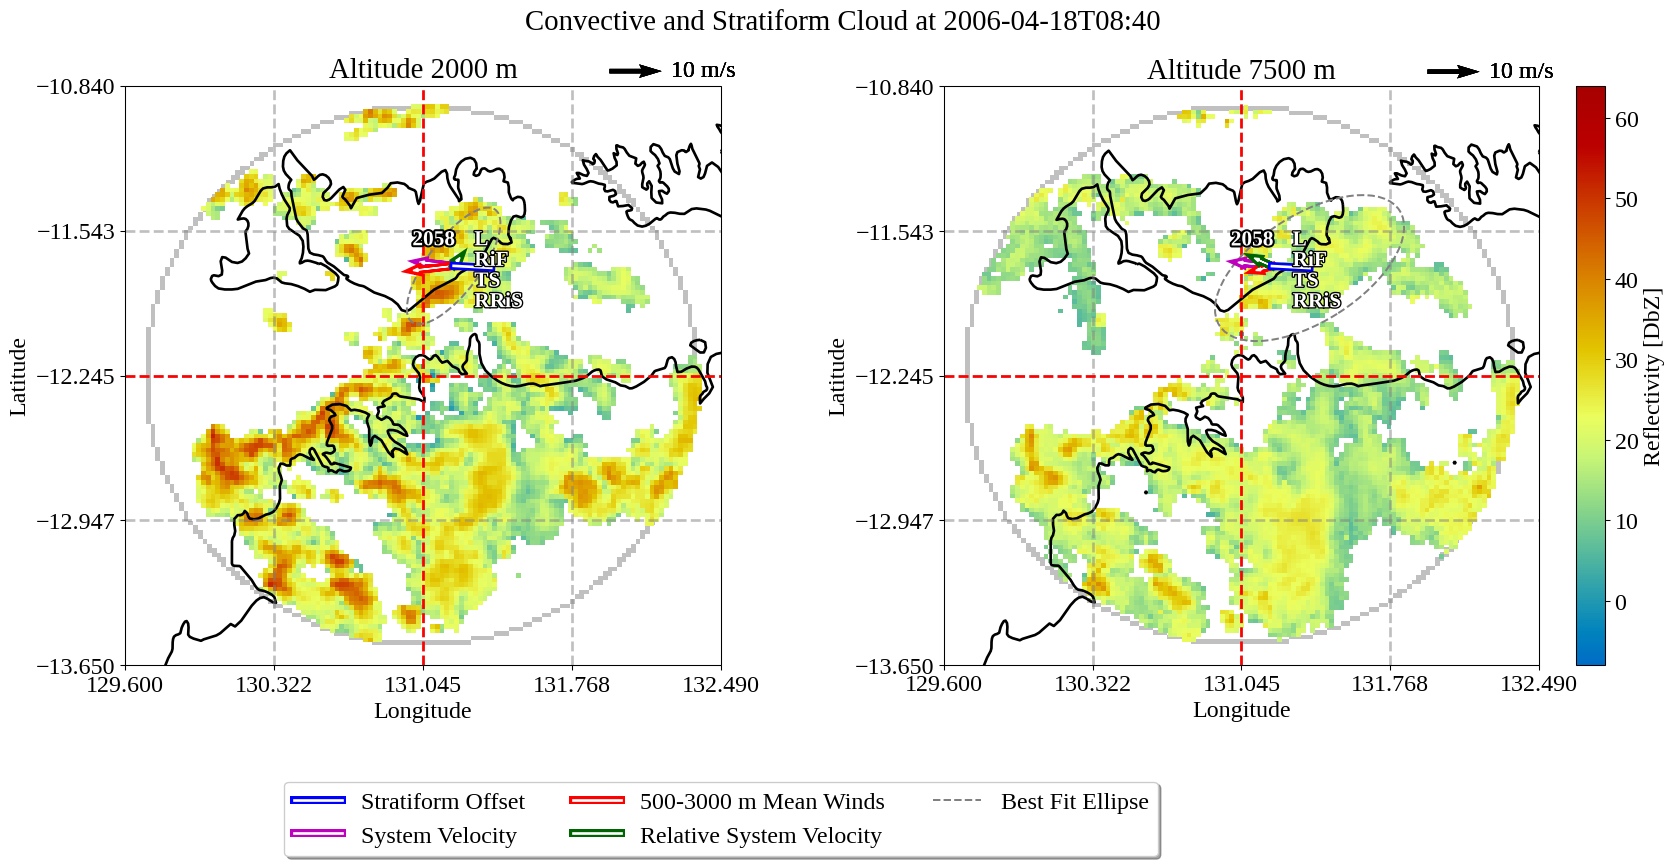 Convective and Stratiform Cloud at 2006-04-18T08:40
Altitude 2000 m
10 m/s
−10.840
−11.543
−12.245
−12.947
−13.650
Latitude
129.600
130.322
131.045
131.768
132.490
Longitude
2058
L
RiF
TS
RRiS
Altitude 7500 m
10 m/s
−10.840
−11.543
−12.245
−12.947
−13.650
Latitude
129.600
130.322
131.045
131.768
132.490
Longitude
2058
L
RiF
TS
RRiS
60
50
40
30
20
10
0
Reflectivity [DbZ]
Stratiform Offset
System Velocity
500-3000 m Mean Winds
Relative System Velocity
Best Fit Ellipse